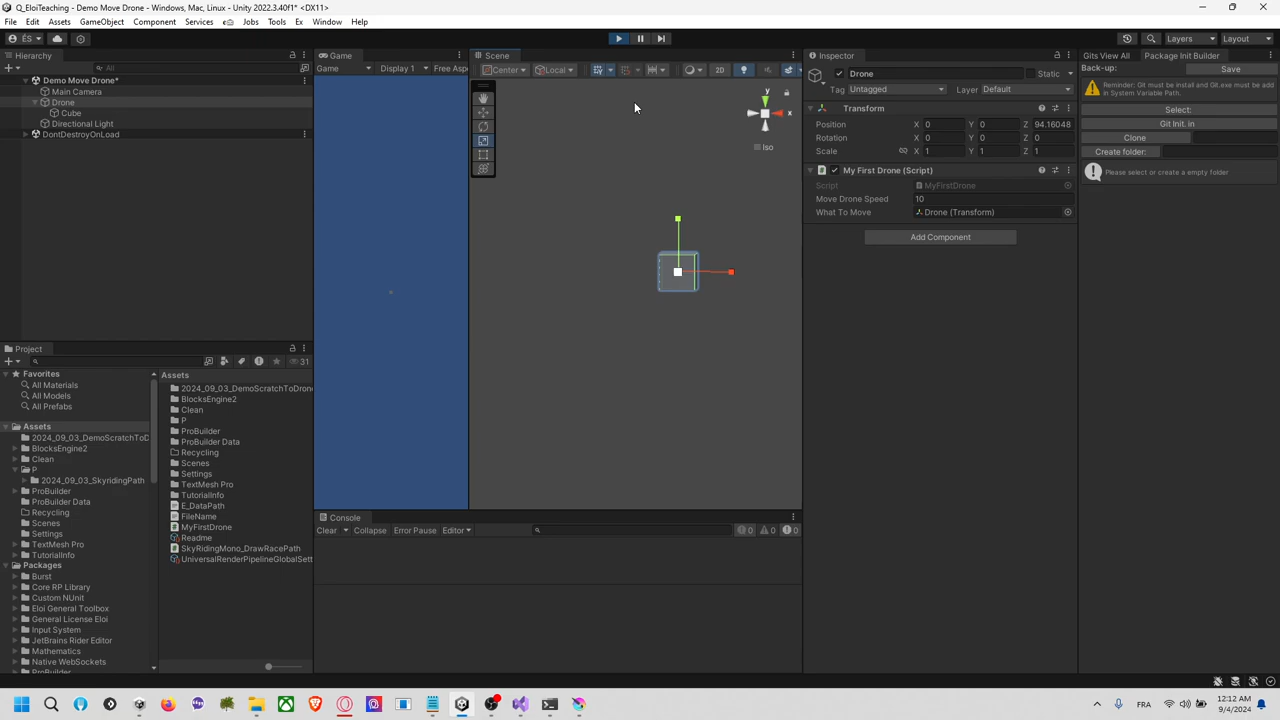 Q_EloiTeaching - Demo Move Drone - Windows, Mac, Linux - Unity 2022.3.40f1* <DX11>
File Edit Assets GameObject Component Services Jobs Tools Ex Window Help
ÉS
Layers Layout
Hierarchy
All
Demo Move Drone*
Main Camera
Drone
Cube
Directional Light
DontDestroyOnLoad
Game
Game Display 1 Free Aspe
Scene
Center Local 2D
y
x
Iso
Inspector
Drone Static
Tag Untagged Layer Default
Transform
Position X 0 Y 0 Z 94.16048
Rotation X 0 Y 0 Z 0
Scale X 1 Y 1 Z 1
My First Drone (Script)
Script MyFirstDrone
Move Drone Speed 10
What To Move Drone (Transform)
Add Component
Gits View All Package Init Builder
Back-up: Save
Reminder: Git must be install and Git.exe must be add
in System Variable Path.
Select:
Git Init. in
Clone
Create folder:
Please select or create a empty folder
Project
31
Favorites
All Materials
All Models
All Prefabs
Assets
2024_09_03_DemoScratchToD
BlocksEngine2
Clean
P
2024_09_03_SkyridingPath
ProBuilder
ProBuilder Data
Recycling
Scenes
Settings
TextMesh Pro
TutorialInfo
Packages
Burst
Core RP Library
Custom NUnit
Eloi General Toolbox
General License Eloi
Input System
JetBrains Rider Editor
Mathematics
Native WebSockets
ProBuilder
Assets
2024_09_03_DemoScratchToDrone
BlocksEngine2
Clean
P
ProBuilder
ProBuilder Data
Recycling
Scenes
Settings
TextMesh Pro
TutorialInfo
E_DataPath
FileName
MyFirstDrone
Readme
SkyRidingMono_DrawRacePath
UniversalRenderPipelineGlobalSett
Console
Clear Collapse Error Pause Editor
0 0 0
FRA
12:12 AM
9/4/2024